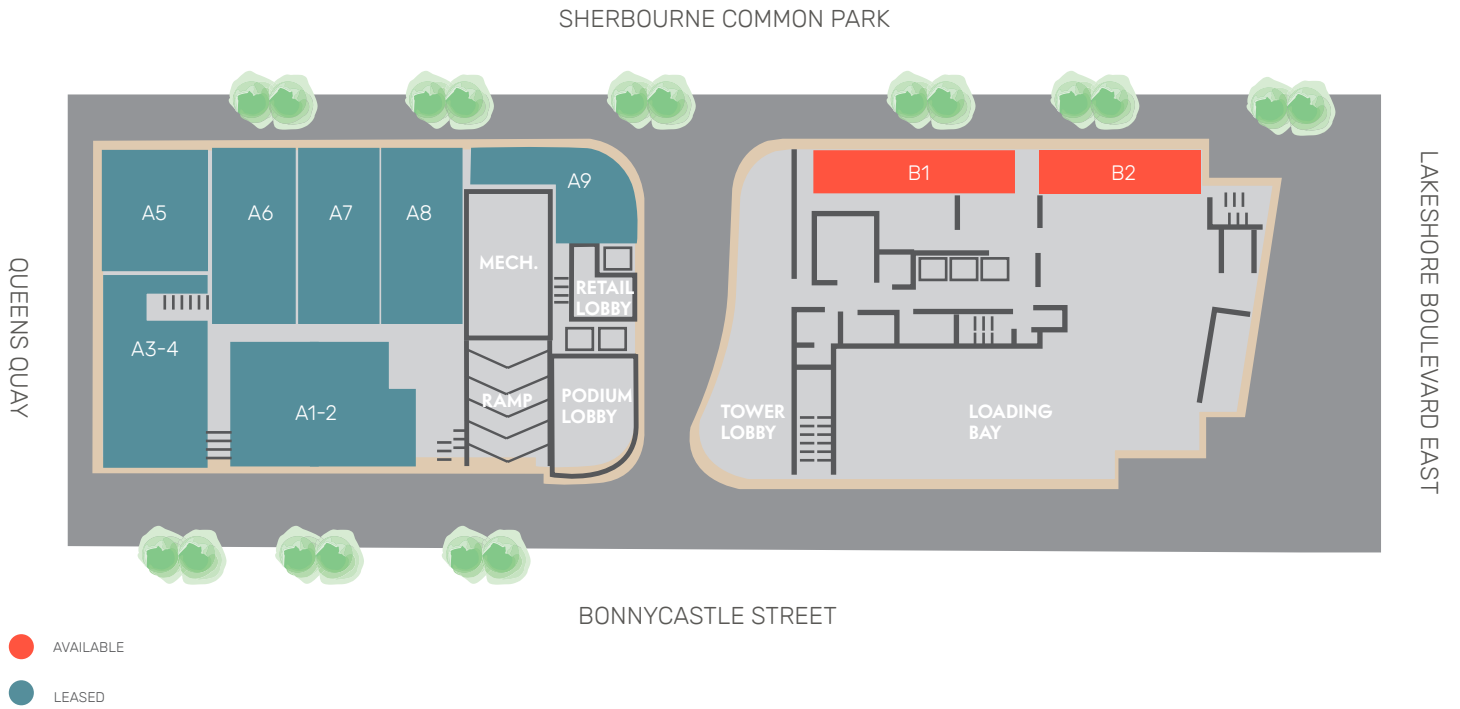 SHERBOURNE COMMON PARK
A5
A6
A7
A8
A9
B1
B2
MECH.
RETAIL
LOBBY
A3-4
A1-2
RAMP
PODIUM
LOBBY
TOWER
LOBBY
LOADING
BAY
QUEENS QUAY
LAKESHORE BOULEVARD EAST
BONNYCASTLE STREET
AVAILABLE
LEASED